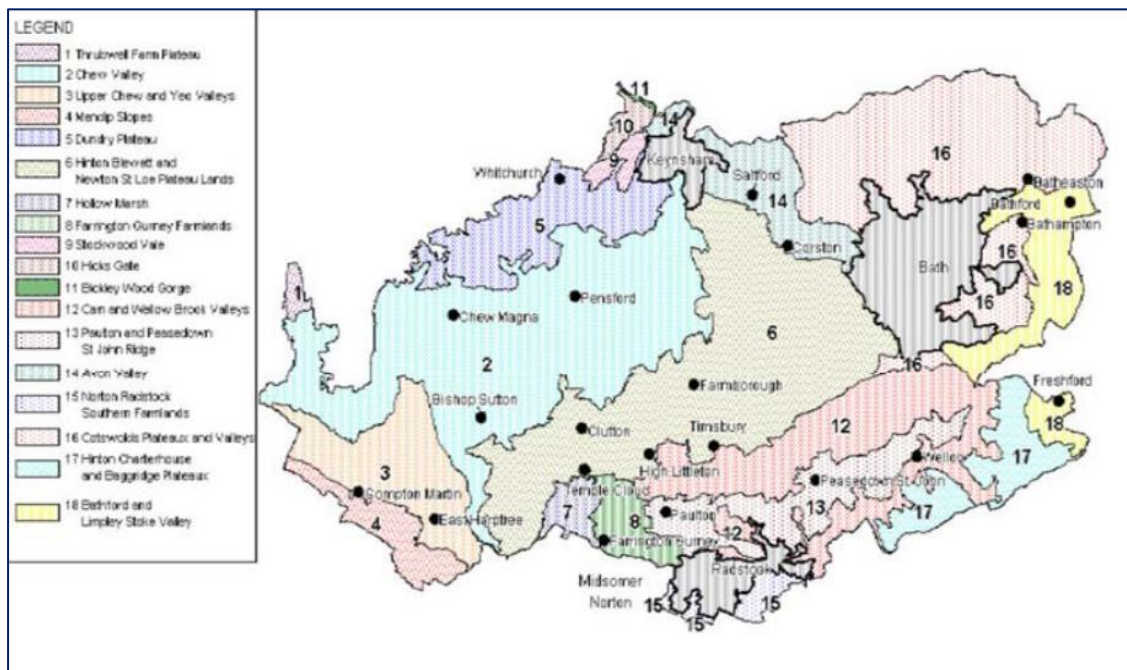 LEGEND
1 Thrubwell Farm Plateau
2 Chew Valley
3 Upper Chew and Yeo Valleys
4 Mendip Slopes
5 Dundry Plateau
6 Hinton Blewett and
Newton St Loe Plateau Lands
7 Hollow Marsh
8 Farrington Gurney Farmlands
9 Stockwood Vale
10 Hicks Gate
11 Bickley Wood Gorge
12 Cam and Wellow Brook Valleys
13 Paulton and Peasedown
St John Ridge
14 Avon Valley
15 Norton Radstock
Southern Farmlands
16 Cotswolds Plateaux and Valleys
17 Hinton Charterhouse
and Baggridge Plateaux
18 Bathford and
Limpley Stoke Valley
11
10
14
16
9
Keynsham
Whitchurch
Saltford
Batheaston
14
Bathford
5
Bathampton
Corston
16
Bath
1
Pensford
16
18
Chew Magna
6
2
16
Farmborough
Freshford
Bishop Sutton
Clutton
Timsbury
12
18
High Littleton
Wellow
17
3
Temple Cloud
Peasedown St John
Compton Martin
13
4
East Harptree
7
8
Paulton
12
17
Farrington Gurney
Radstock
Midsomer
Norton
15
15
15